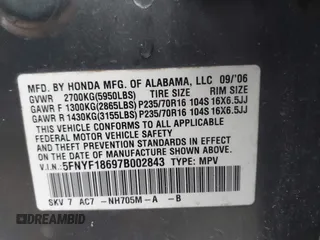 MFD. BY HONDA MFG. OF ALABAMA, LLC 09/'06
GVWR 2700KG(5950LBS) TIRE SIZE RIM SIZE
GAWR F 1300KG(2865LBS)P235/70R16 104S 16X6.5JJ
GAWR R 1430KG(3155LBS)P235/70R16 104S 16X6.5JJ
THIS VEHICLE CONFORMS TO ALL APPLICABLE
FEDERAL MOTOR VEHICLE SAFETY STANDARDS IN
EFFECT ON THE DATE OF MANUFACTURE SHOWN ABOVE.
V.I.N.:5FNYF18697B002843 TYPE: MPV
SKV 7 AC7 -NH705M-A -B
DREAMBID
dreambid.com